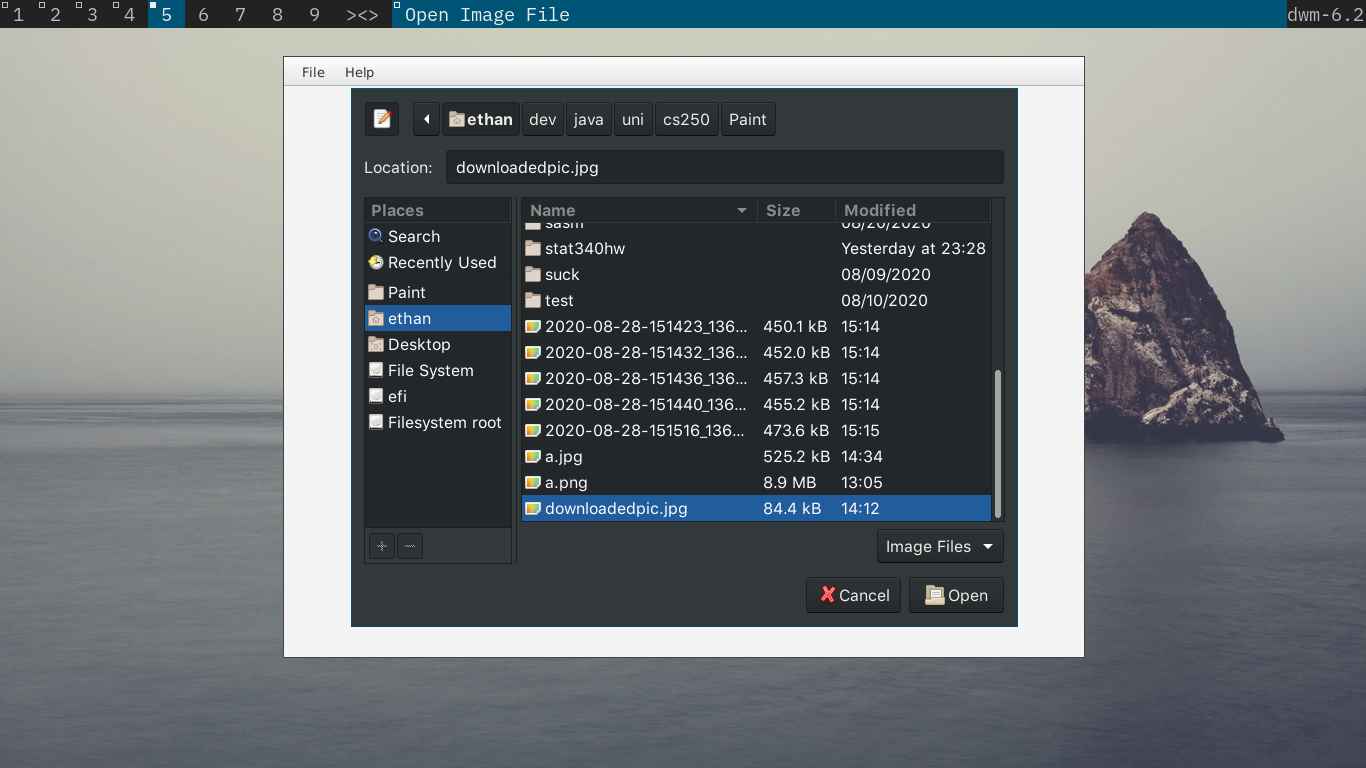 1 2 3 4 5 6 7 8 9 ><> Open Image File dwm-6.2
File Help
ethan dev java uni cs250 Paint
Location: downloadedpic.jpg
Places
Search
Recently Used
Paint
ethan
Desktop
File System
efi
Filesystem root
Name Size Modified
sasm 08/20/2020
stat340hw Yesterday at 23:28
suck 08/09/2020
test 08/10/2020
2020-08-28-151423_136... 450.1 kB 15:14
2020-08-28-151432_136... 452.0 kB 15:14
2020-08-28-151436_136... 457.3 kB 15:14
2020-08-28-151440_136... 455.2 kB 15:14
2020-08-28-151516_136... 473.6 kB 15:15
a.jpg 525.2 kB 14:34
a.png 8.9 MB 13:05
downloadedpic.jpg 84.4 kB 14:12
Image Files
Cancel Open